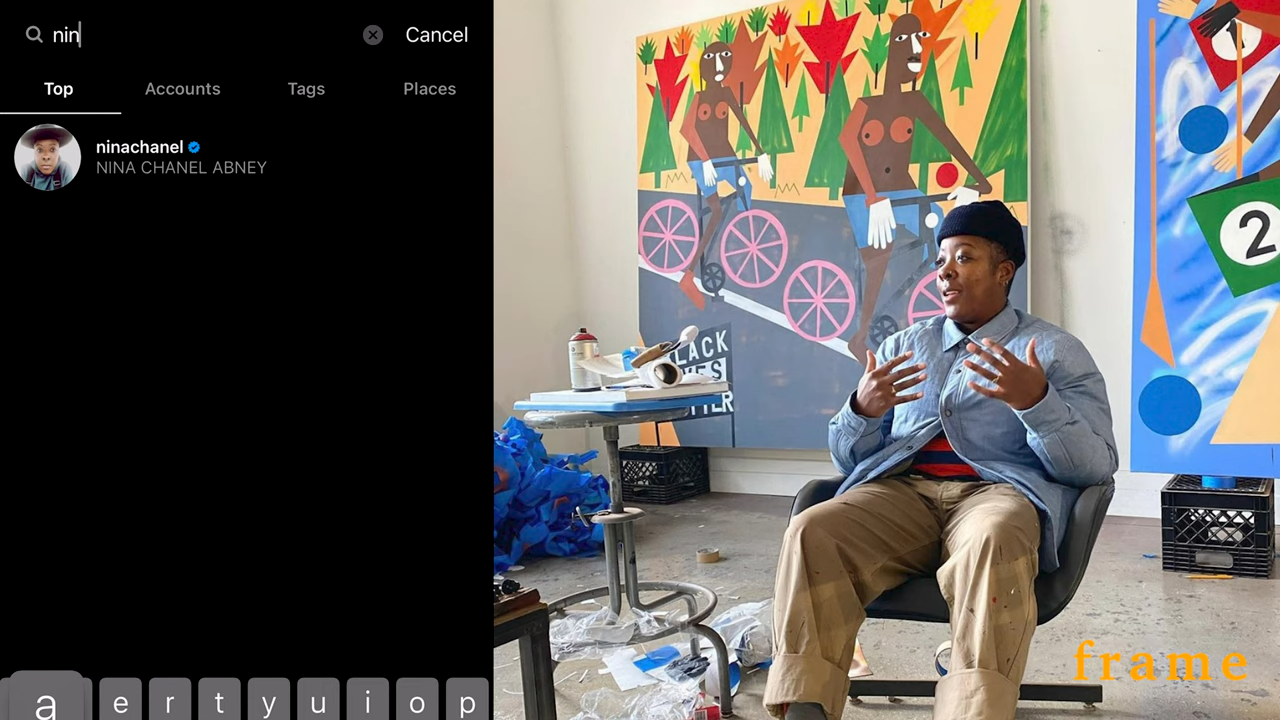 nin
Cancel
Top
Accounts
Tags
Places
ninachanel
NINA CHANEL ABNEY
a
e r t y u i o p
2
frame